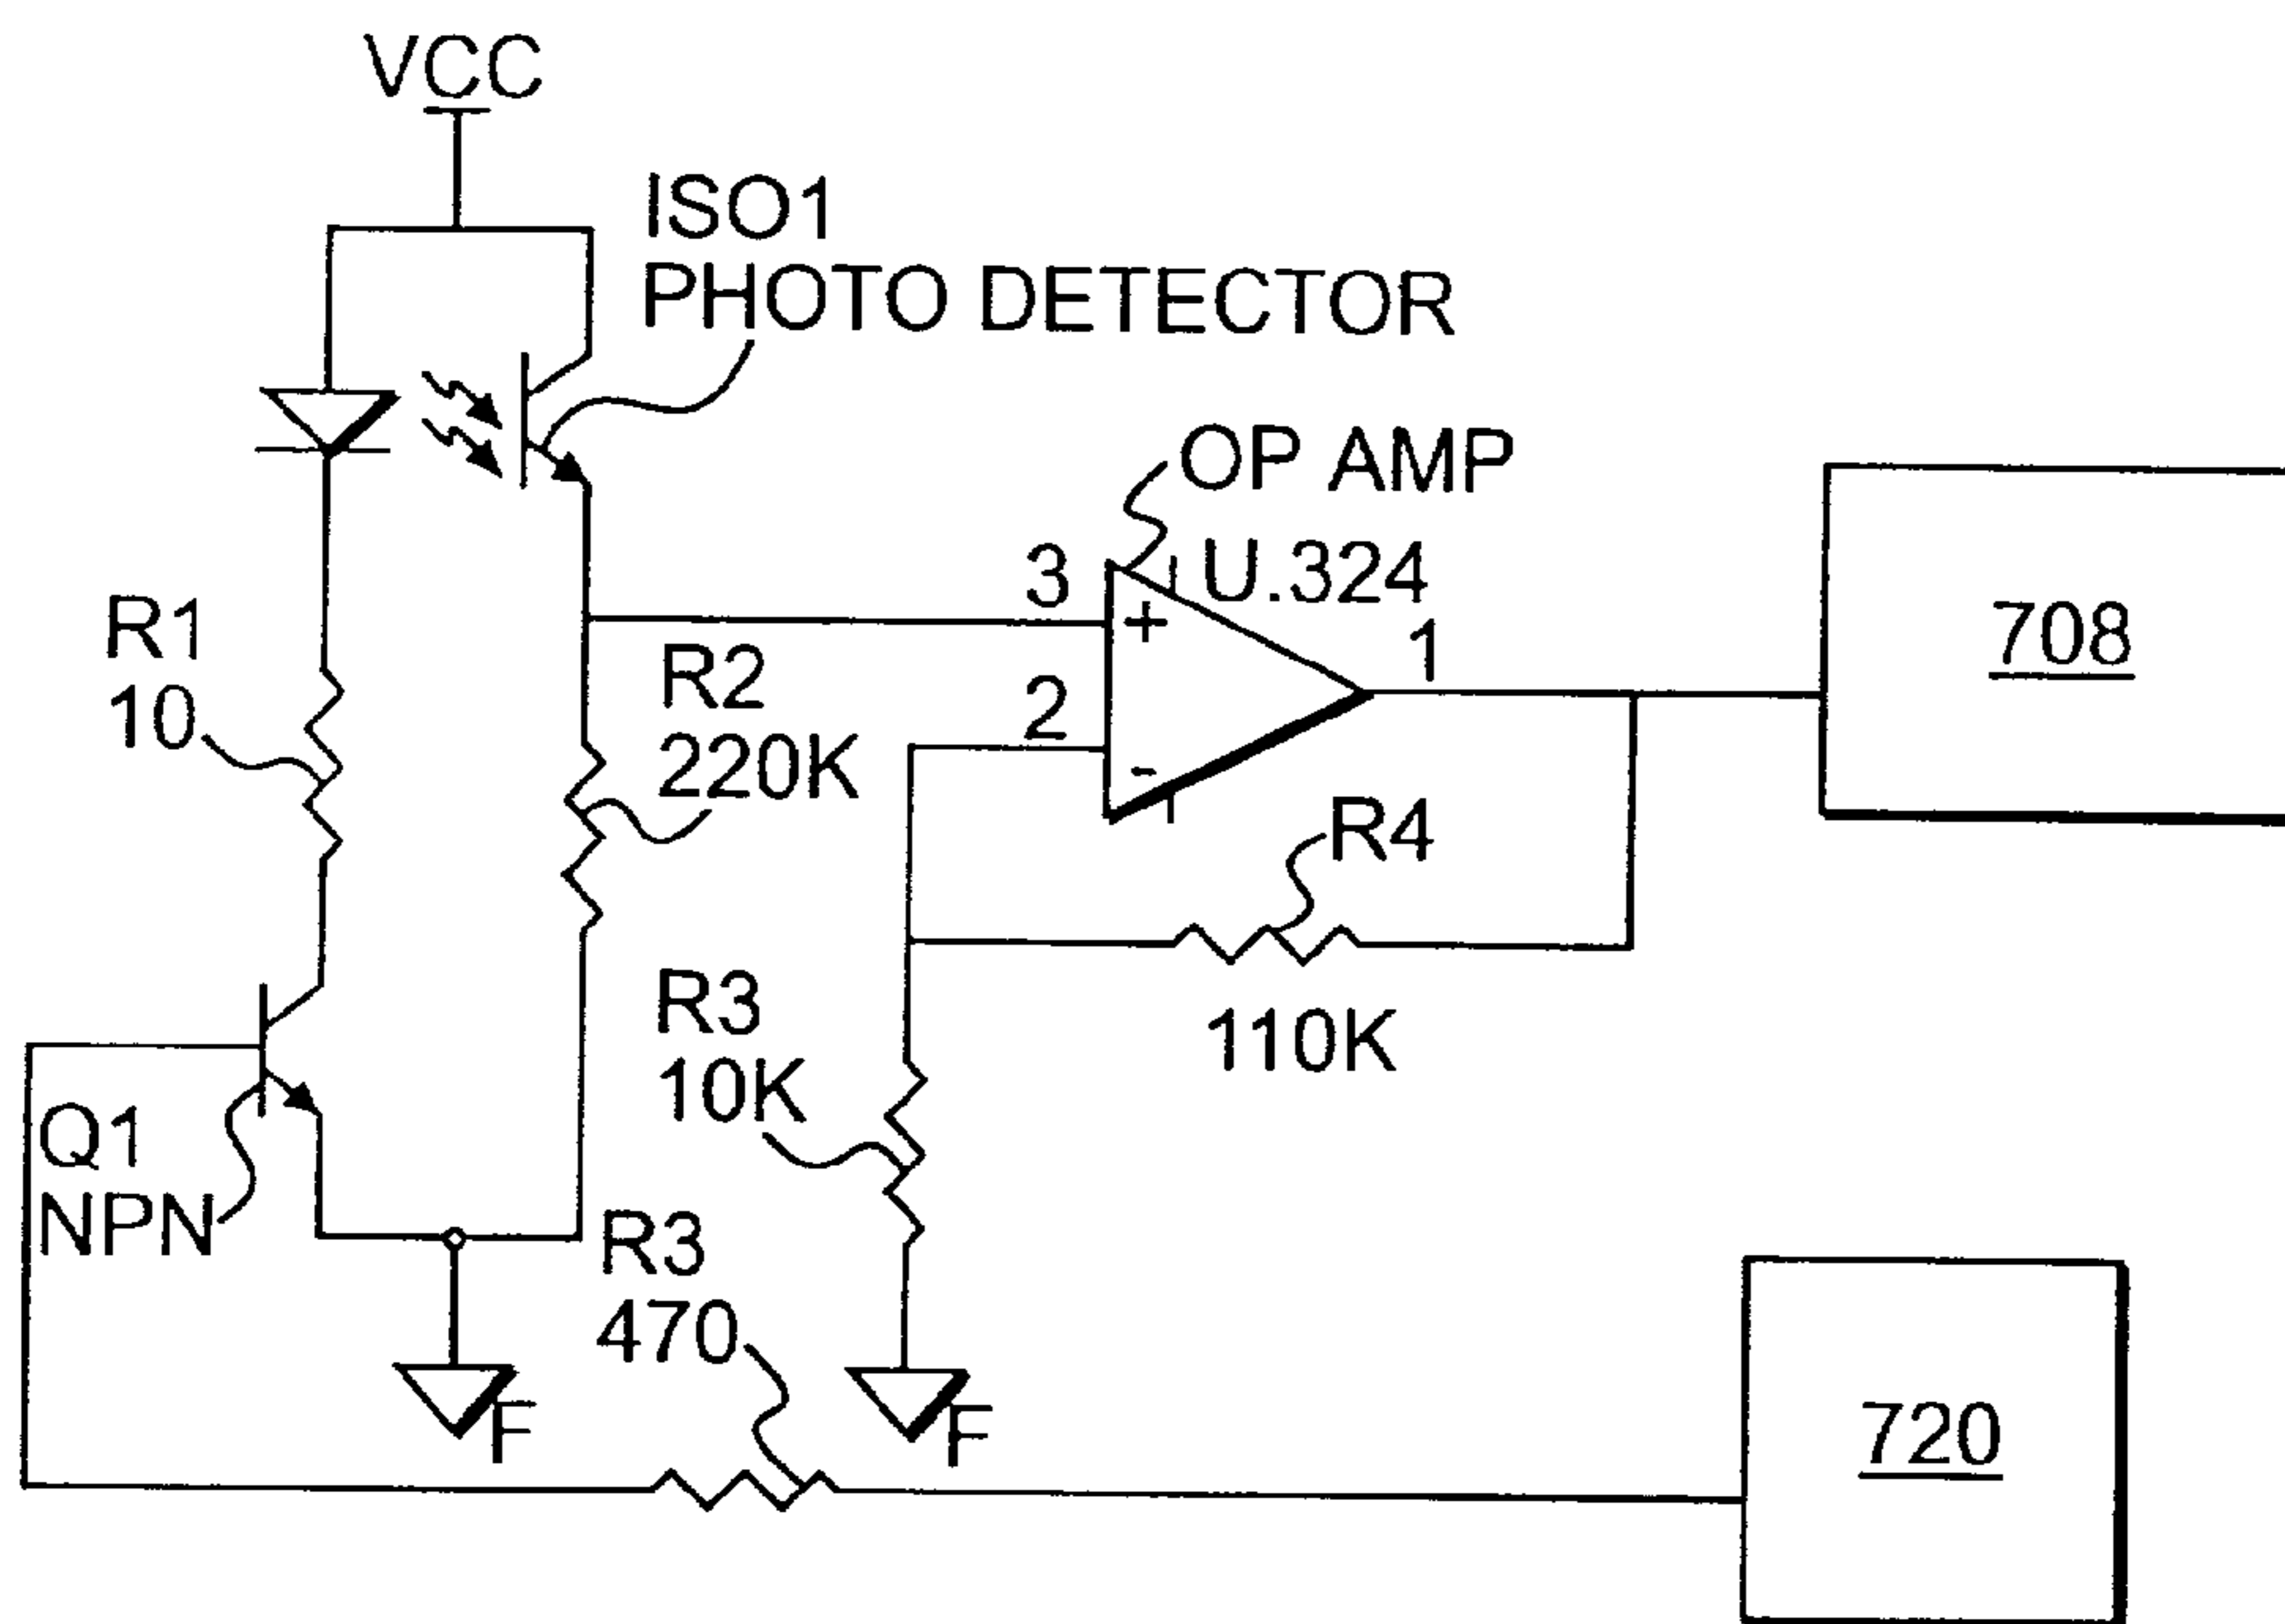 VCC
ISO1
PHOTO DETECTOR
OP AMP
U.324
3
+
1
2
-
R1
10
R2
220K
708
R4
110K
R3
10K
Q1
NPN
R3
470
F
F
720